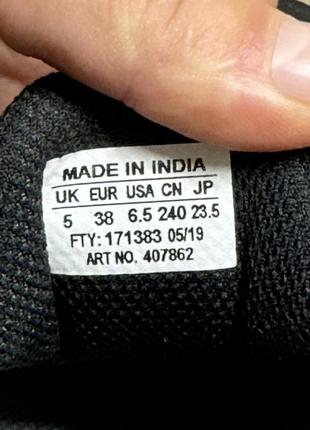 MADE IN INDIA
UK EUR USA CN JP
5 38 6.5 240 23.5
FTY: 171383 05/19
ART NO. 407862